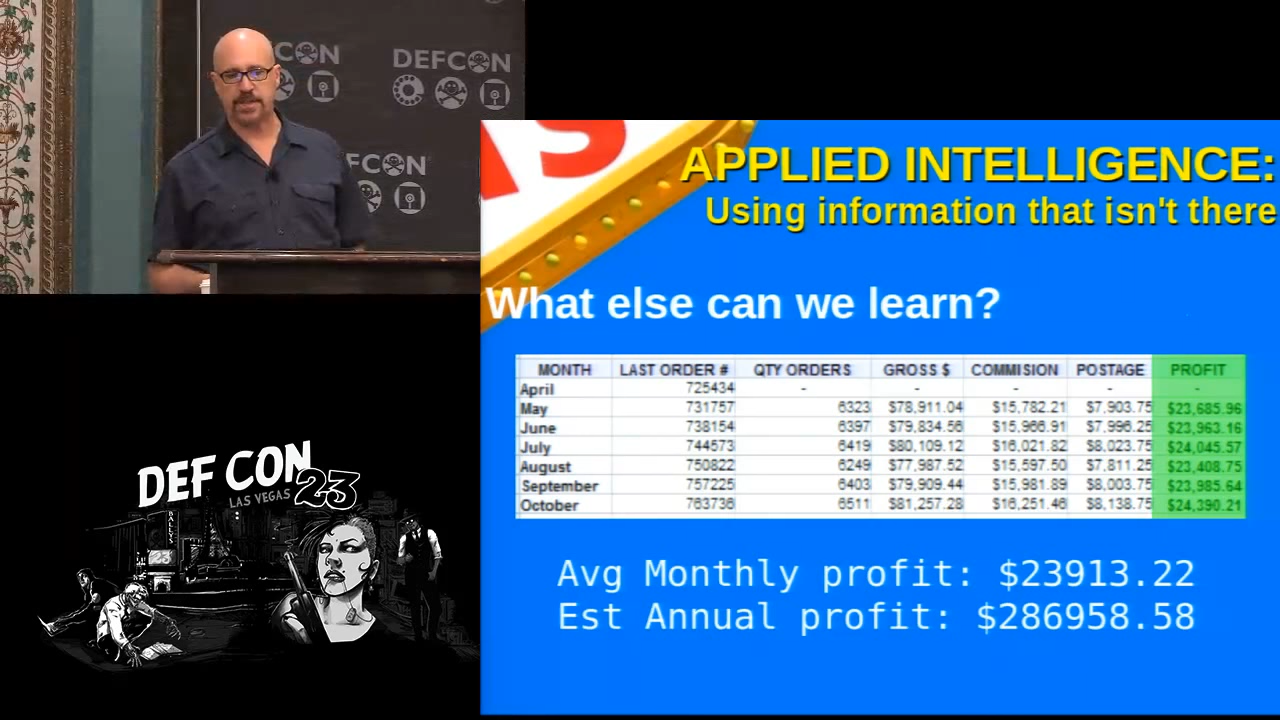 DEFCON
DEFCON
FCON
APPLIED INTELLIGENCE:
Using information that isn't there
What else can we learn?
MONTH LAST ORDER # QTY ORDERS GROSS $ COMMISION POSTAGE PROFIT
April 725434 - - - - -
May 731757 6323 $78,911.04 $15,782.21 $7,903.75 $23,685.96
June 738154 6397 $79,834.56 $15,966.91 $7,996.25 $23,963.16
July 744573 6419 $80,109.12 $16,021.82 $8,023.75 $24,045.57
August 750822 6249 $77,987.52 $15,597.50 $7,811.25 $23,408.75
September 757225 6403 $79,909.44 $15,981.89 $8,003.75 $23,985.64
October 763736 6511 $81,257.28 $16,251.46 $8,138.75 $24,390.21
Avg Monthly profit: $23913.22
Est Annual profit: $286958.58
DEF CON 23
LAS VEGAS
BALLY'S